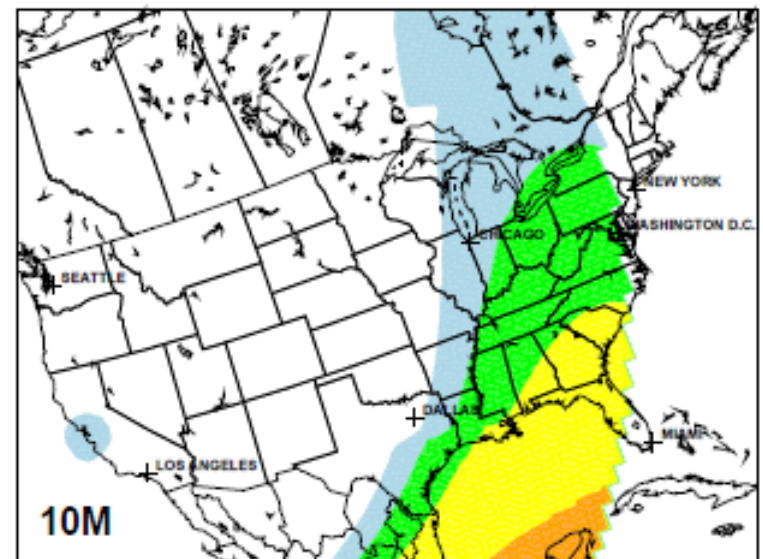 NEW YORK
WASHINGTON D.C.
CHICAGO
SEATTLE
DALLAS
MIAMI
LOS ANGELES
10M